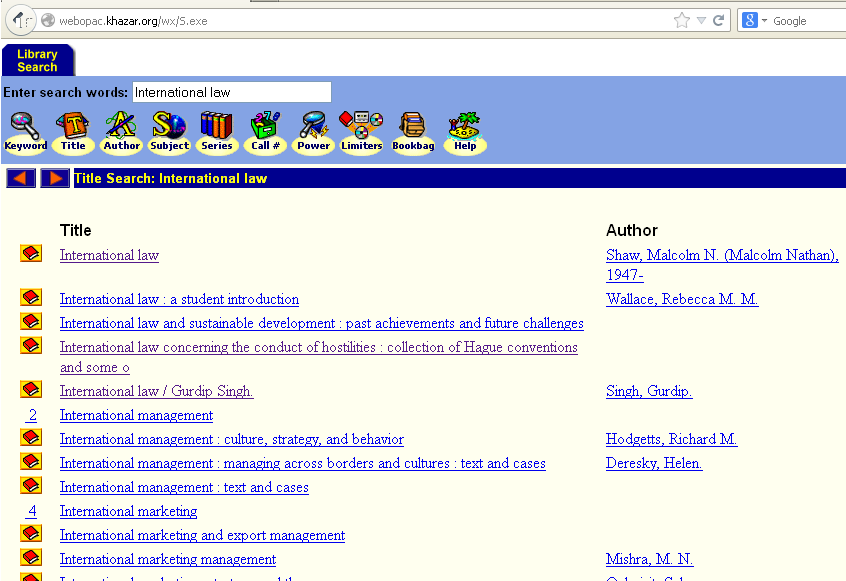 webopac.khazar.org/wx/S.exe
Google
Library
Search
Enter search words: International law
Keyword Title Author Subject Series Call # Power Limiters Bookbag Help
Title Search: International law
Title Author
International law Shaw, Malcolm N. (Malcolm Nathan),
1947-
International law : a student introduction Wallace, Rebecca M. M.
International law and sustainable development : past achievements and future challenges
International law concerning the conduct of hostilities : collection of Hague conventions
and some o
International law / Gurdip Singh. Singh, Gurdip.
2 International management
International management : culture, strategy, and behavior Hodgetts, Richard M.
International management : managing across borders and cultures : text and cases Deresky, Helen.
International management : text and cases
4 International marketing
International marketing and export management
International marketing management Mishra, M. N.
International marketing